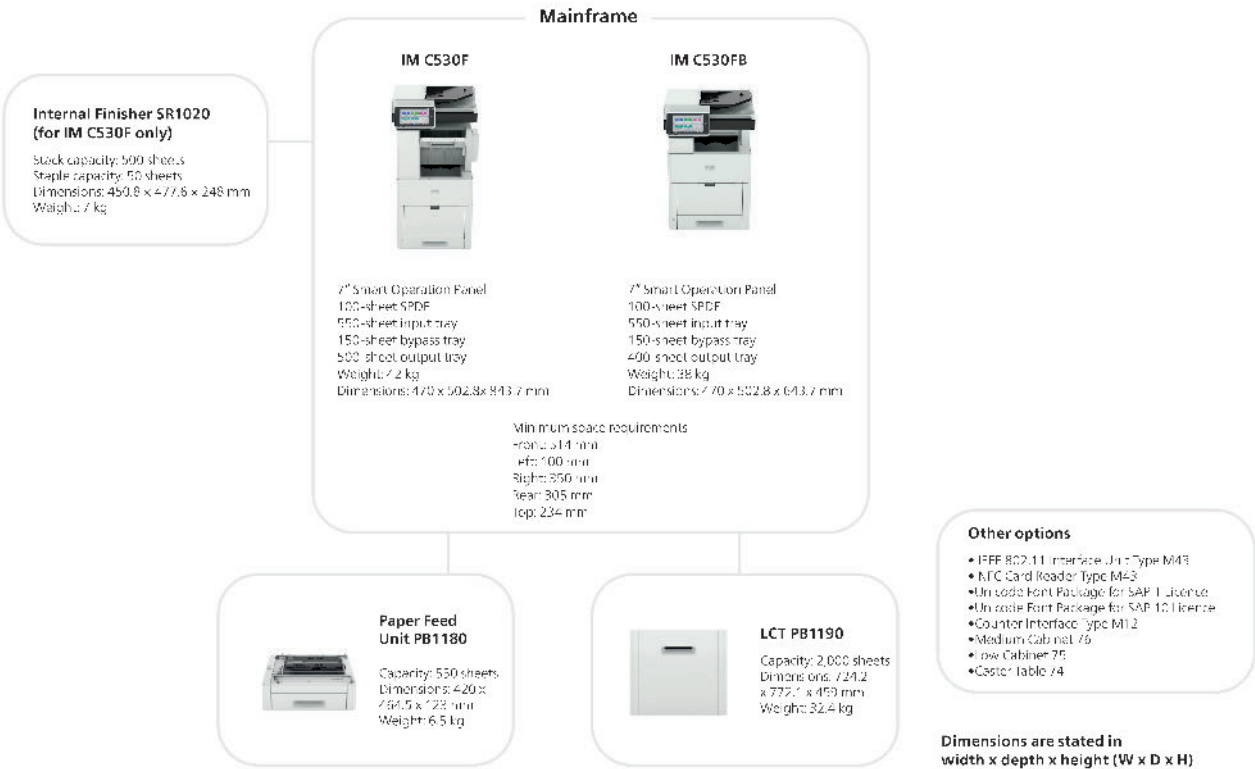 Mainframe
IM C530F
IM C530FB
Internal Finisher SR1020
(for IM C530F only)
Stack capacity: 500 sheets
Staple capacity: 50 sheets
Dimensions: 450.8 x 477.6 x 248 mm
Weight: 7 kg
7" Smart Operation Panel
100-sheet SPDF
550-sheet input tray
150-sheet bypass tray
500-sheet output tray
Weight: 42 kg
Dimensions: 470 x 502.8x 843.7 mm
7" Smart Operation Panel
100-sheet SPDF
550-sheet input tray
150-sheet bypass tray
400-sheet output tray
Weight: 38 kg
Dimensions: 470 x 502.8 x 643.7 mm
Minimum space requirements
Front: 514 mm
Left: 100 mm
Right: 350 mm
Rear: 305 mm
Top: 234 mm
Paper Feed
Unit PB1180
Capacity: 550 sheets
Dimensions: 420 x
464.5 x 123 mm
Weight: 6.5 kg
LCT PB1190
Capacity: 2,000 sheets
Dimensions: 724.2
x 772.1 x 459 mm
Weight: 32.4 kg
Other options
• IEEE 802.11 Interface Unit Type M43
• NFC Card Reader Type M43
•Unicode Font Package for SAP 1 Licence
•Unicode Font Package for SAP 10 Licence
•Counter Interface Type M12
•Medium Cabinet 76
•Low Cabinet 75
•Caster Table 74
Dimensions are stated in
width x depth x height (W x D x H)